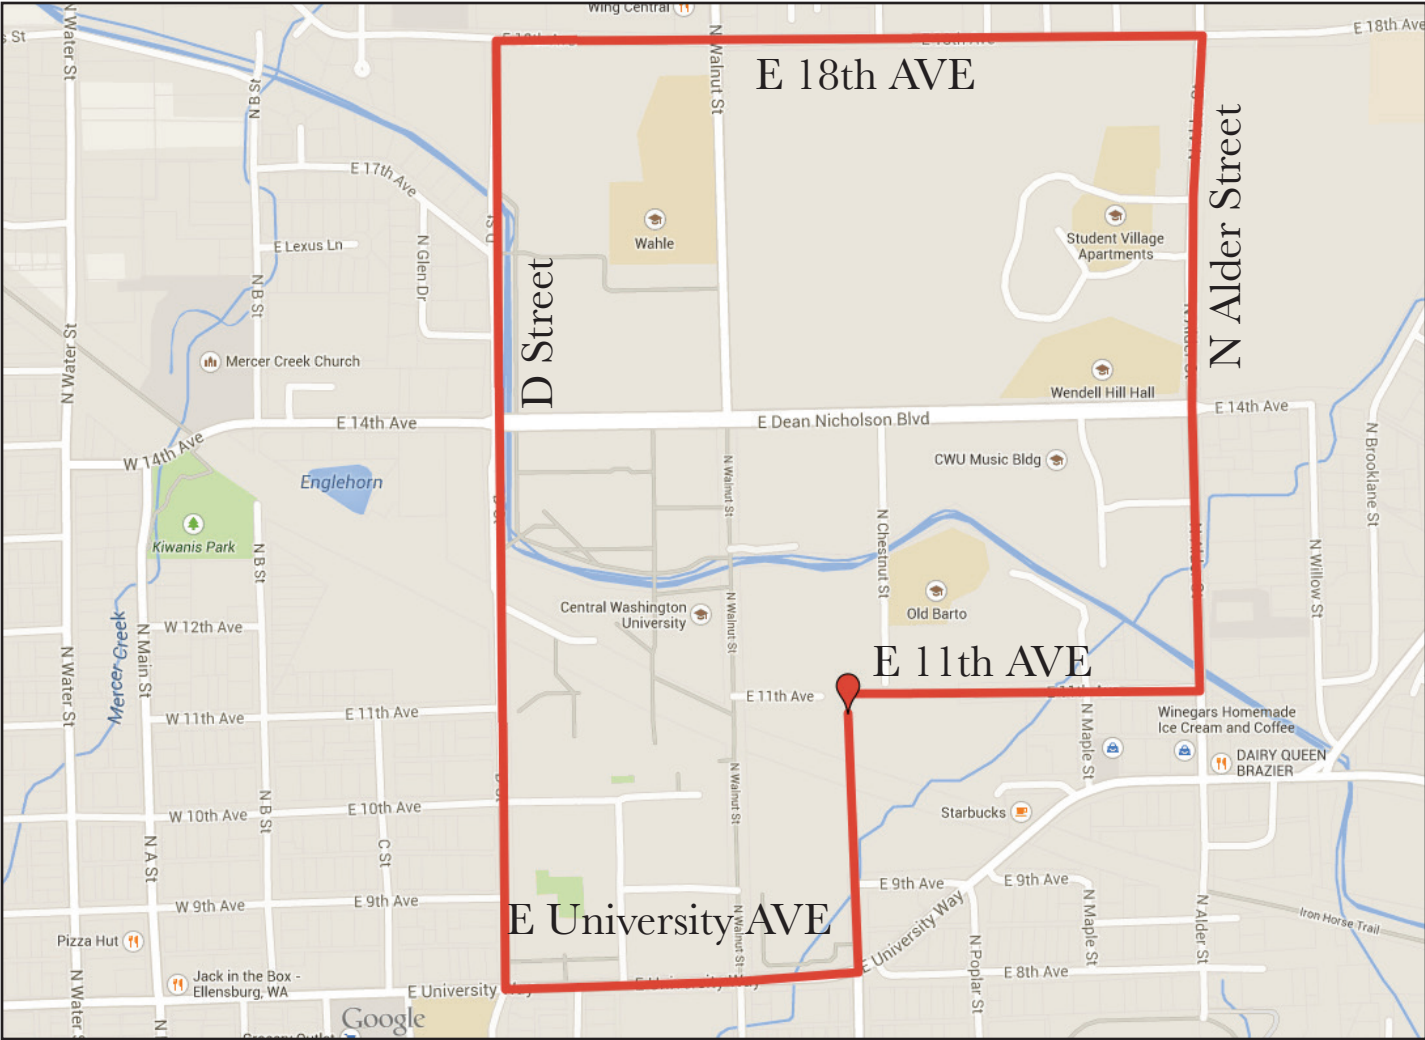 Wing Central
N Water St
s St
E 18th Ave
E 18th AVE
N Walnut St
N B St
E 17th Ave
D St
Wahle
Student Village
Apartments
N Alder Street
E Lexus Ln
N Glen Dr
N B St
D Street
N Water St
Mercer Creek Church
Wendell Hill Hall
E 14th Ave
E Dean Nicholson Blvd
E 14th Ave
W 14th Ave
N Brooklane St
CWU Music Bldg
Englehorn
N Walnut St
N Chestnut St
Kiwanis Park
N B St
N Willow St
Old Barto
Central Washington
University
N Walnut St
W 12th Ave
Mercer Creek
N Main St
N Water St
E 11th AVE
E 11th Ave
W 11th Ave
E 11th Ave
N Maple St
Winegars Homemade
Ice Cream and Coffee
DAIRY QUEEN
BRAZIER
N Walnut St
Starbucks
W 10th Ave
E 10th Ave
N B St
C St
N A St
E 9th Ave
E 9th Ave
W 9th Ave
E 9th Ave
E University AVE
N Walnut St
E University Way
N Maple St
N Alder St
Iron Horse Trail
Pizza Hut
N Poplar St
E 8th Ave
Jack in the Box -
Ellensburg, WA
N Water S
E University Way
E University Way
Google